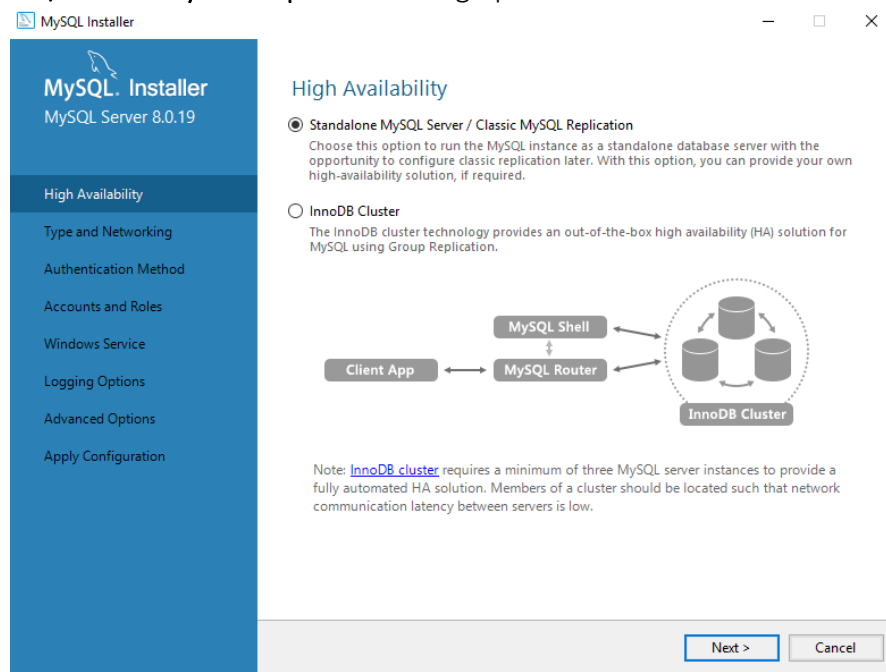 MySQL Installer
MySQL. Installer
MySQL Server 8.0.19
High Availability
Type and Networking
Authentication Method
Accounts and Roles
Windows Service
Logging Options
Advanced Options
Apply Configuration
High Availability
Standalone MySQL Server / Classic MySQL Replication
Choose this option to run the MySQL instance as a standalone database server with the
opportunity to configure classic replication later. With this option, you can provide your own
high-availability solution, if required.
InnoDB Cluster
The InnoDB cluster technology provides an out-of-the-box high availability (HA) solution for
MySQL using Group Replication.
MySQL Shell
Client App
MySQL Router
InnoDB Cluster
Note: InnoDB cluster requires a minimum of three MySQL server instances to provide a
fully automated HA solution. Members of a cluster should be located such that network
communication latency between servers is low.
Next >
Cancel